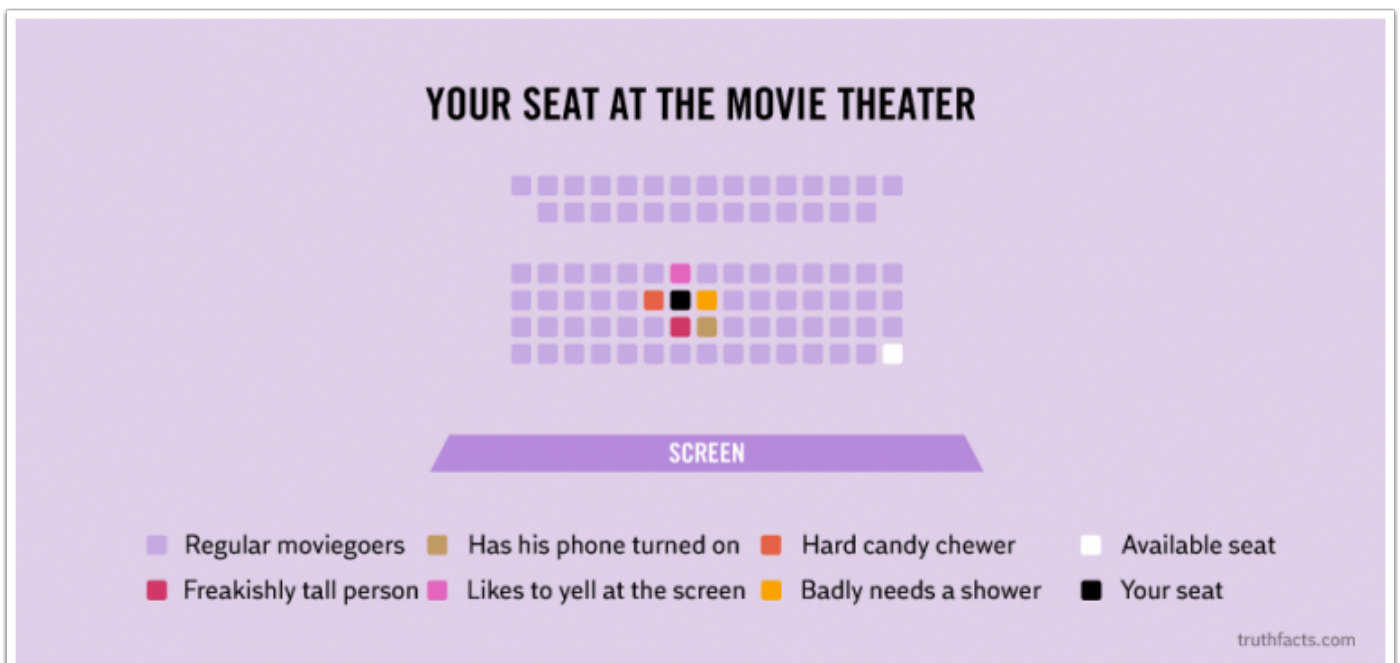 YOUR SEAT AT THE MOVIE THEATER
SCREEN
Regular moviegoers Has his phone turned on Hard candy chewer Available seat
Freakishly tall person Likes to yell at the screen Badly needs a shower Your seat
truthfacts.com